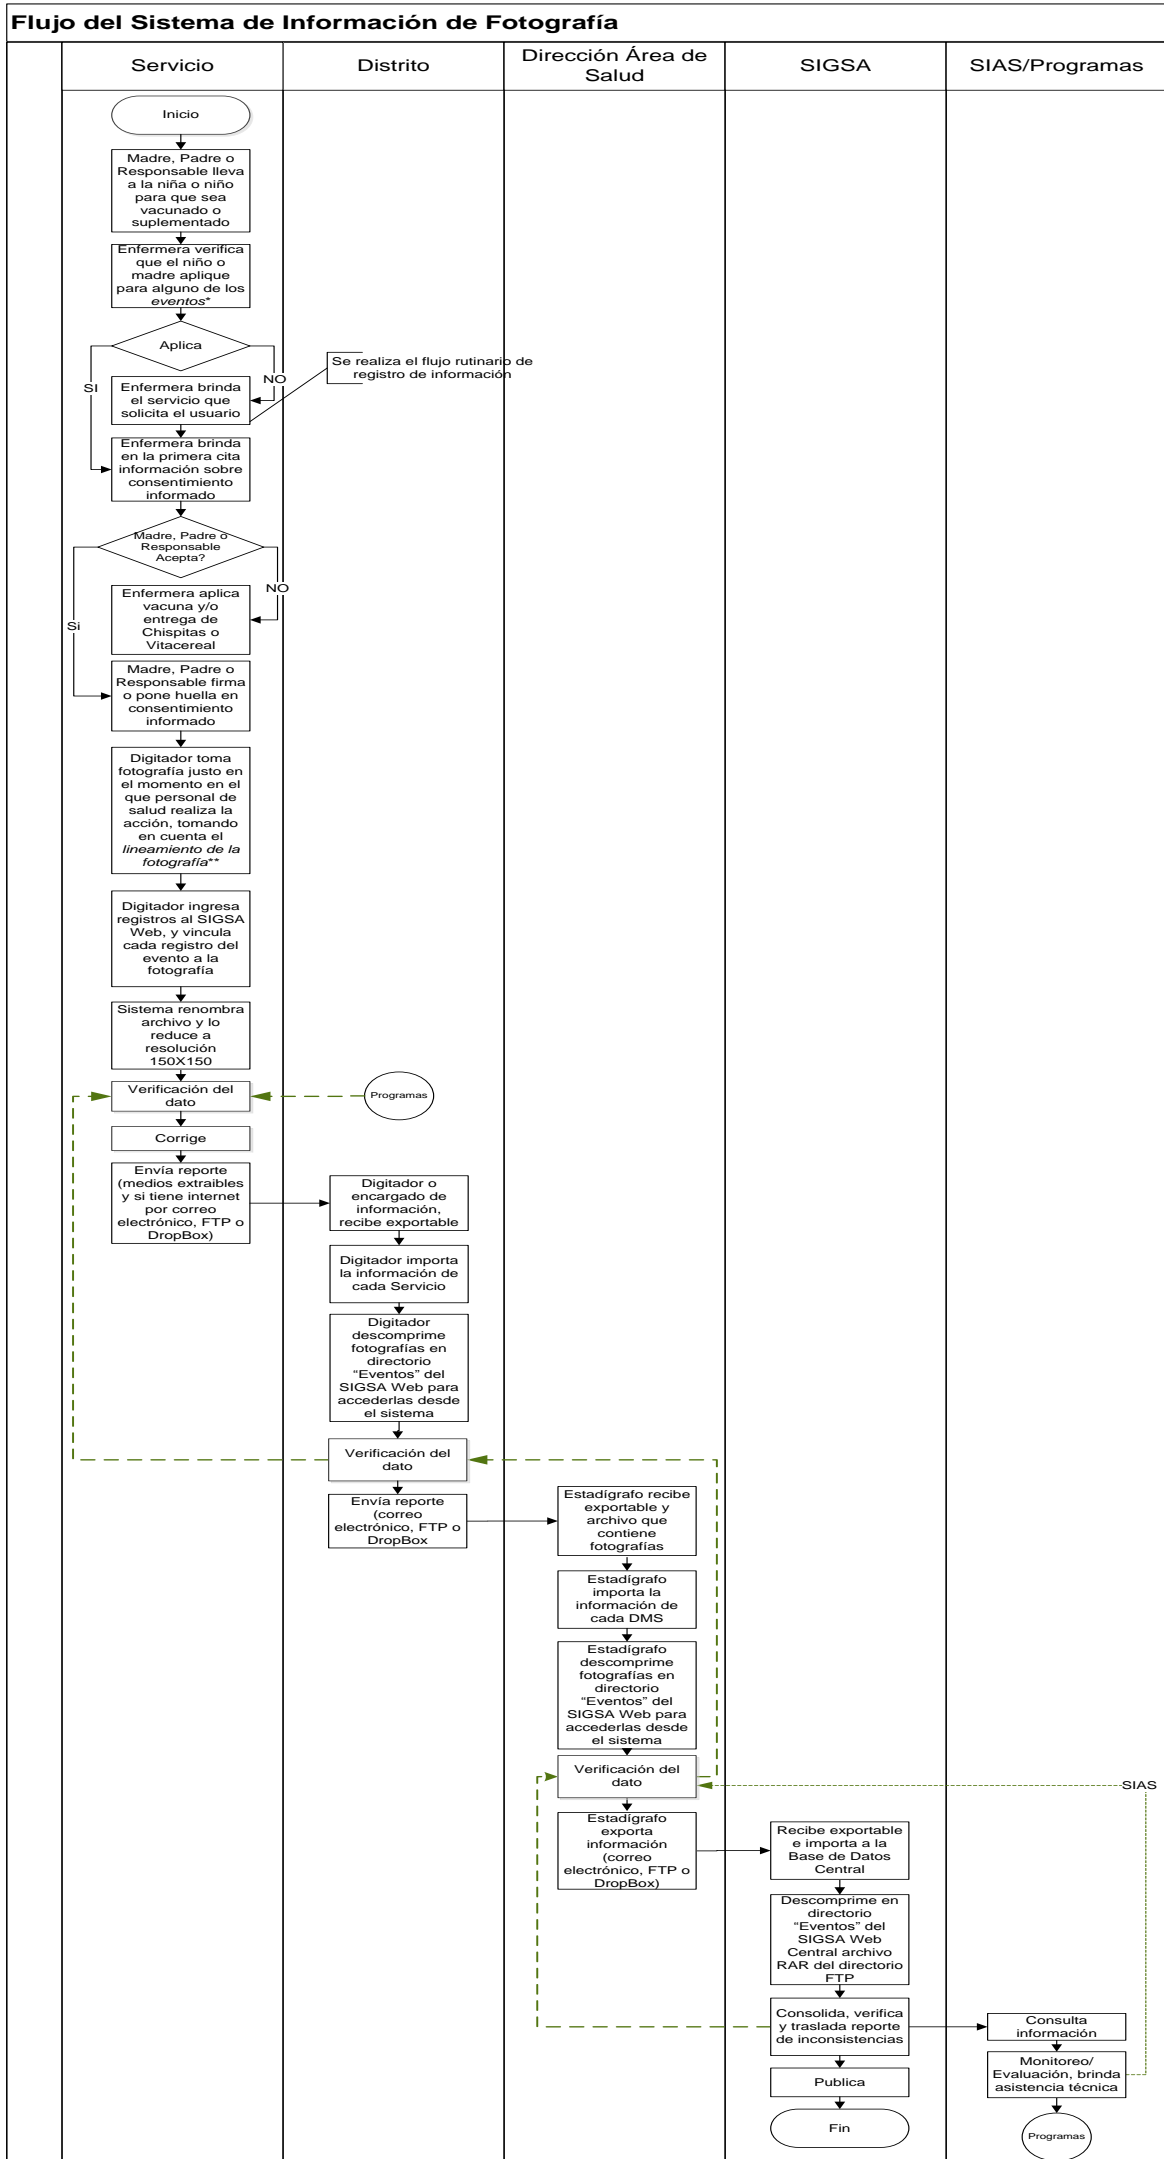 Flujo del Sistema de Información de Fotografía
Servicio
Distrito
Dirección Área de
Salud
SIGSA
SIAS/Programas
Inicio
Madre, Padre o
Responsable lleva
a la niña o niño
para que sea
vacunado o
suplementado
Enfermera verifica
que el niño o
madre aplique
para alguno de los
eventos*
Aplica
SI
NO
Se realiza el flujo rutinario de
registro de información
Enfermera brinda
el servicio que
solicita el usuario
Enfermera brinda
en la primera cita
información sobre
consentimiento
informado
Madre, Padre o
Responsable
Acepta?
NO
Si
Enfermera aplica
vacuna y/o
entrega de
Chispitas o
Vitacereal
Madre, Padre o
Responsable firma
o pone huella en
consentimiento
informado
Digitador toma
fotografía justo en
el momento en el
que personal de
salud realiza la
acción, tomando
en cuenta el
lineamiento de la
fotografía**
Digitador ingresa
registros al SIGSA
Web, y vincula
cada registro del
evento a la
fotografía
Sistema renombra
archivo y lo
reduce a
resolución
150X150
Verificación del
dato
Programas
Corrige
Envía reporte
(medios extraibles
y si tiene internet
por correo
electrónico, FTP o
DropBox)
Digitador o
encargado de
información,
recibe exportable
Digitador importa
la información de
cada Servicio
Digitador
descomprime
fotografías en
directorio
“Eventos” del
SIGSA Web para
accederlas desde
el sistema
Verificación del
dato
Envía reporte
(correo
electrónico, FTP o
DropBox
Estadígrafo recibe
exportable y
archivo que
contiene
fotografías
Estadígrafo
importa la
información de
cada DMS
Estadígrafo
descomprime
fotografías en
directorio
“Eventos” del
SIGSA Web para
accederlas desde
el sistema
Verificación del
dato
SIAS
Estadígrafo
exporta
información
(correo
electrónico, FTP o
DropBox)
Recibe exportable
e importa a la
Base de Datos
Central
Descomprime en
directorio
“Eventos” del
SIGSA Web
Central archivo
RAR del directorio
FTP
Consolida, verifica
y traslada reporte
de inconsistencias
Consulta
información
Monitoreo/
Evaluación, brinda
asistencia técnica
Publica
Fin
Programas